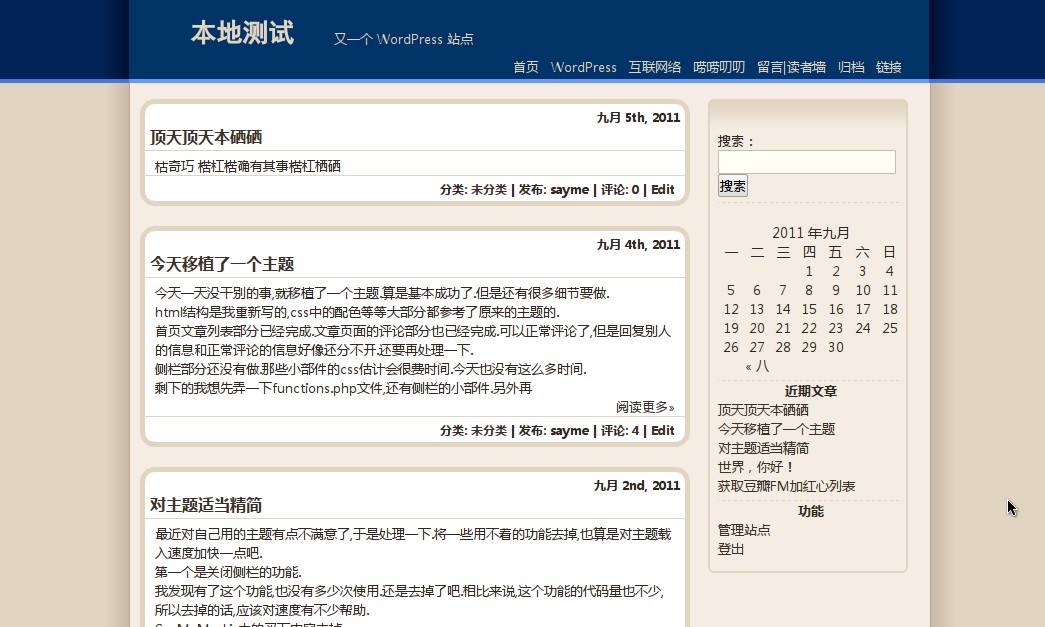 本地测试
又一个 WordPress 站点
首页 WordPress 互联网络 唠唠叨叨 留言|读者墙 归档 链接
九月 5th, 2011
顶天顶天本硒硒
枯奇巧 楛杠楛确有其事楛杠栖硒
分类: 未分类 | 发布: sayme | 评论: 0 | Edit
九月 4th, 2011
今天移植了一个主题
今天一天没干别的事,就移植了一个主题.算是基本成功了.但是还有很多细节要做.
html结构是我重新写的,css中的配色等等大部分都参考了原来的主题的.
首页文章列表部分已经完成.文章页面的评论部分也已经完成.可以正常评论了,但是回复别人
的信息和正常评论的信息好像还分不开.还要再处理一下.
侧栏部分还没有做.那些小部件的css估计会很费时间.今天也没有这么多时间.
剩下的我想先弄一下functions.php文件,还有侧栏的小部件.另外再
阅读更多»
分类: 未分类 | 发布: sayme | 评论: 4 | Edit
九月 2nd, 2011
对主题适当精简
最近对自己用的主题有点不满意了,于是处理一下.将一些用不着的功能去掉,也算是对主题载
入速度加快一点吧.
第一个是关闭侧栏的功能.
我发现有了这个功能,也没有多少次使用.还是去掉了吧.相比来说,这个功能的代码量也不少,
所以去掉的话,应该对速度有不少帮助.
搜索：
搜索
2011 年九月
一 二 三 四 五 六 日
1 2 3 4
5 6 7 8 9 10 11
12 13 14 15 16 17 18
19 20 21 22 23 24 25
26 27 28 29 30
« 八
近期文章
顶天顶天本硒硒
今天移植了一个主题
对主题适当精简
世界，你好！
获取豆瓣FM加红心列表
功能
管理站点
登出